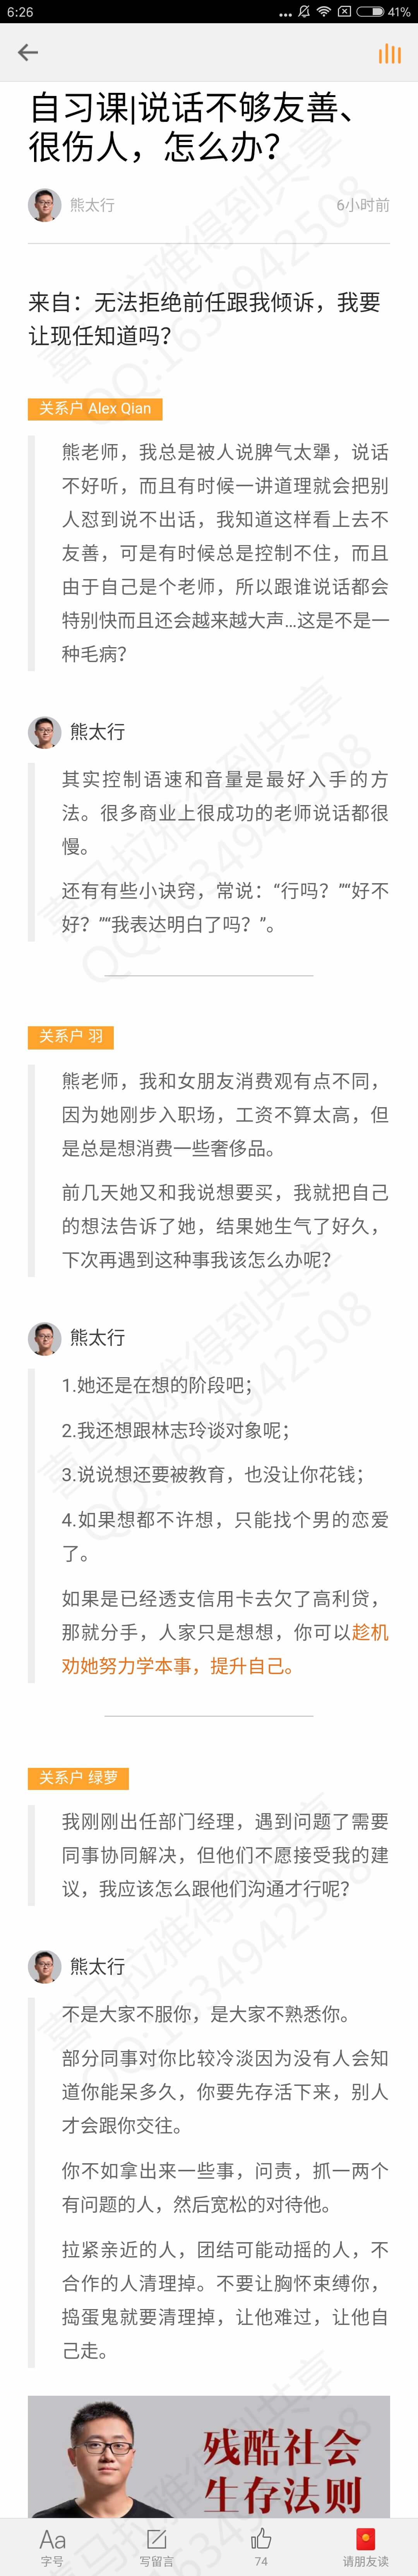 6:26
41%
自习课|说话不够友善、
很伤人，怎么办？
熊太行
6小时前
来自：无法拒绝前任跟我倾诉，我要
让现任知道吗？
关系户 Alex Qian
熊老师，我总是被人说脾气太犟，说话
不好听，而且有时候一讲道理就会把别
人怼到说不出话，我知道这样看上去不
友善，可是有时候总是控制不住，而且
由于自己是个老师，所以跟谁说话都会
特别快而且还会越来越大声...这是不是一
种毛病？
熊太行
其实控制语速和音量是最好入手的方
法。很多商业上很成功的老师说话都很
慢。
还有有些小诀窍，常说：“行吗？”“好不
好？”“我表达明白了吗？”。
关系户 羽
熊老师，我和女朋友消费观有点不同，
因为她刚步入职场，工资不算太高，但
是总是想消费一些奢侈品。
前几天她又和我说想要买，我就把自己
的想法告诉了她，结果她生气了好久，
下次再遇到这种事我该怎么办呢？
熊太行
1.她还是在想的阶段吧；
2.我还想跟林志玲谈对象呢；
3.说说想还要被教育，也没让你花钱；
4.如果想都不许想，只能找个男的恋爱
了。
如果是已经透支信用卡去欠了高利贷，
那就分手，人家只是想想，你可以趁机
劝她努力学本事，提升自己。
关系户 绿萝
我刚刚出任部门经理，遇到问题了需要
同事协同解决，但他们不愿接受我的建
议，我应该怎么跟他们沟通才行呢？
熊太行
不是大家不服你，是大家不熟悉你。
部分同事对你比较冷淡因为没有人会知
道你能呆多久，你要先存活下来，别人
才会跟你交往。
你不如拿出来一些事，问责，抓一两个
有问题的人，然后宽松的对待他。
拉紧亲近的人，团结可能动摇的人，不
合作的人清理掉。不要让胸怀束缚你，
捣蛋鬼就要清理掉，让他难过，让他自
己走。
残酷社会
生存法则
Aa
字号
写留言
74
请朋友读
喜马拉雅得到共享
QQ:1634942508